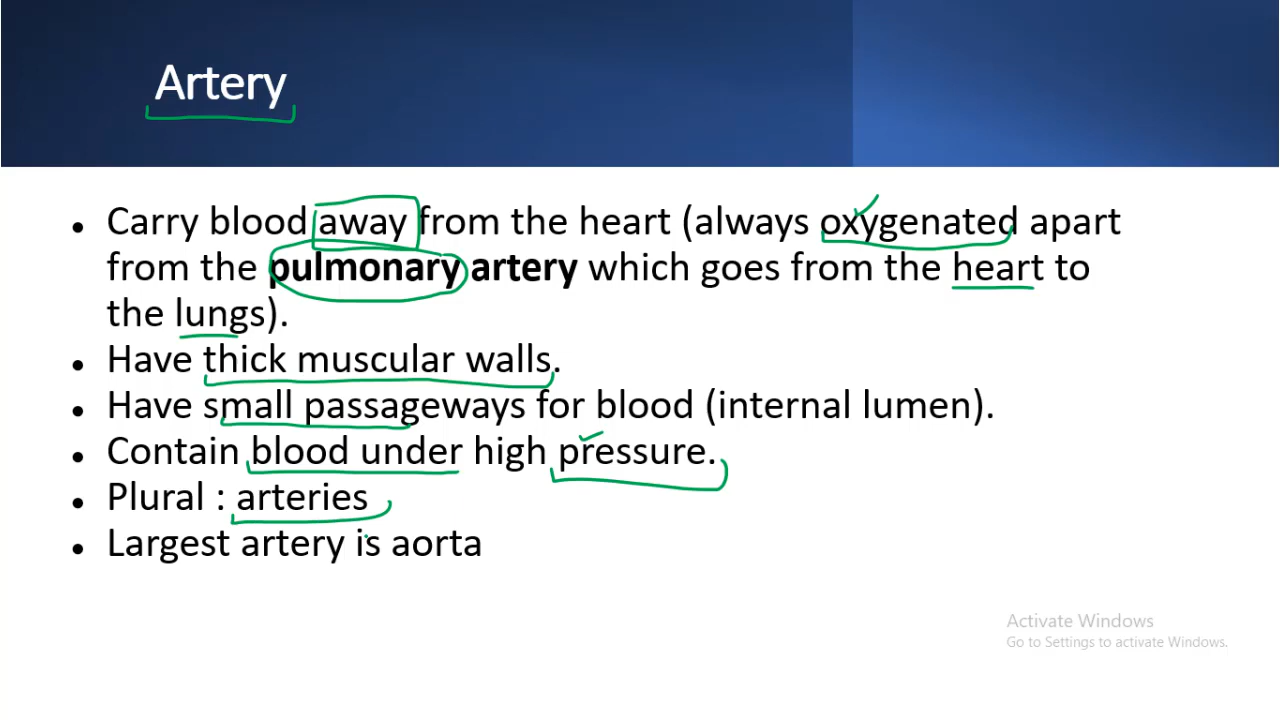 Artery
• Carry blood away from the heart (always oxygenated apart
from the pulmonary artery which goes from the heart to
the lungs).
• Have thick muscular walls.
• Have small passageways for blood (internal lumen).
• Contain blood under high pressure.
• Plural : arteries
• Largest artery is aorta
Activate Windows
Go to Settings to activate Windows.